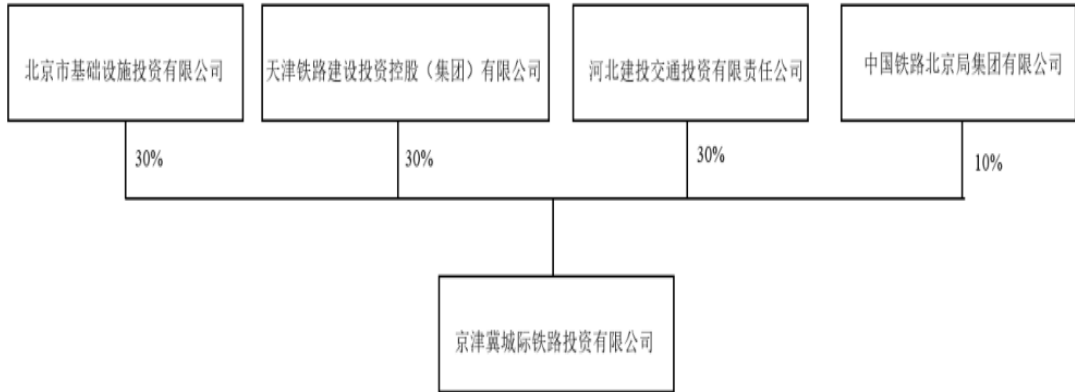 北京市基础设施投资有限公司
天津铁路建设投资控股（集团）有限公司
河北建投交通投资有限责任公司
中国铁路北京局集团有限公司
30%
30%
30%
10%
京津冀城际铁路投资有限公司